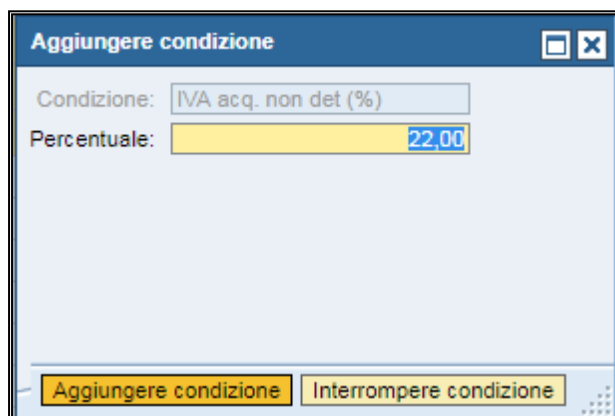 Aggiungere condizione
Condizione: IVA acq. non det (%)
Percentuale: 22,00
Aggiungere condizione Interrompere condizione